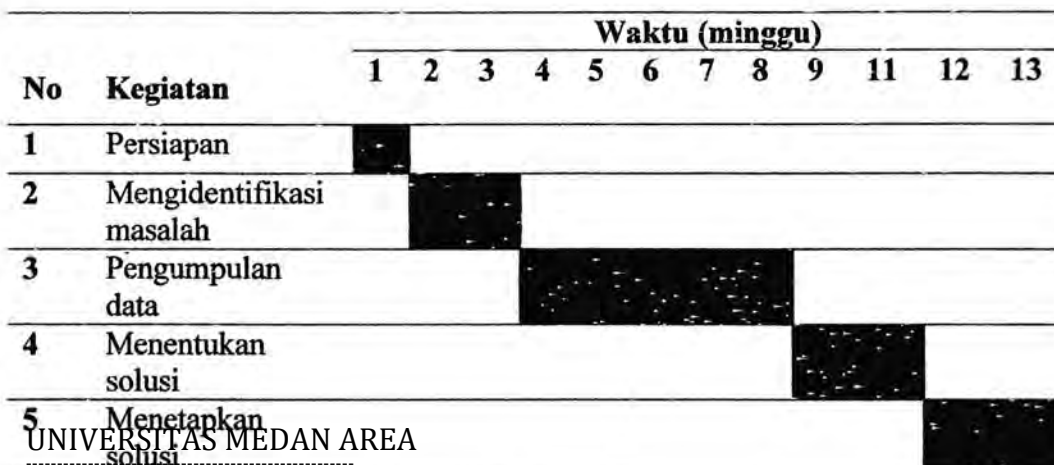 Waktu (minggu)
No Kegiatan 1 2 3 4 5 6 7 8 9 11 12 13
1 Persiapan
2 Mengidentifikasi
masalah
3 Pengumpulan
data
4 Menentukan
solusi
5 Menetapkan
UNIVERSITAS MEDAN AREA
solusi